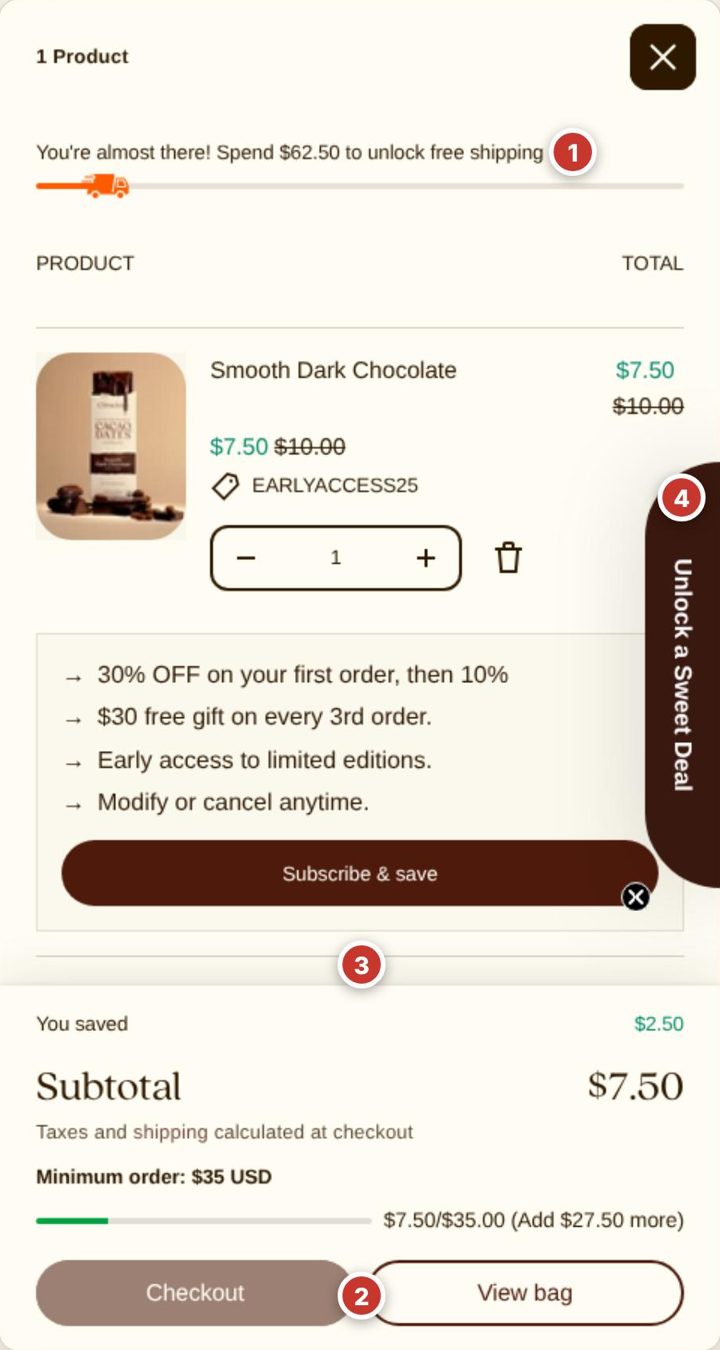 1 Product
You're almost there! Spend $62.50 to unlock free shipping
1
PRODUCT TOTAL
Smooth Dark Chocolate $7.50
$10.00
CACAO
DATES
$7.50 $10.00
EARLYACCESS25
4
− 1 +
Unlock a Sweet Deal
→ 30% OFF on your first order, then 10%
→ $30 free gift on every 3rd order.
→ Early access to limited editions.
→ Modify or cancel anytime.
Subscribe & save
3
You saved $2.50
Subtotal $7.50
Taxes and shipping calculated at checkout
Minimum order: $35 USD
$7.50/$35.00 (Add $27.50 more)
Checkout 2 View bag